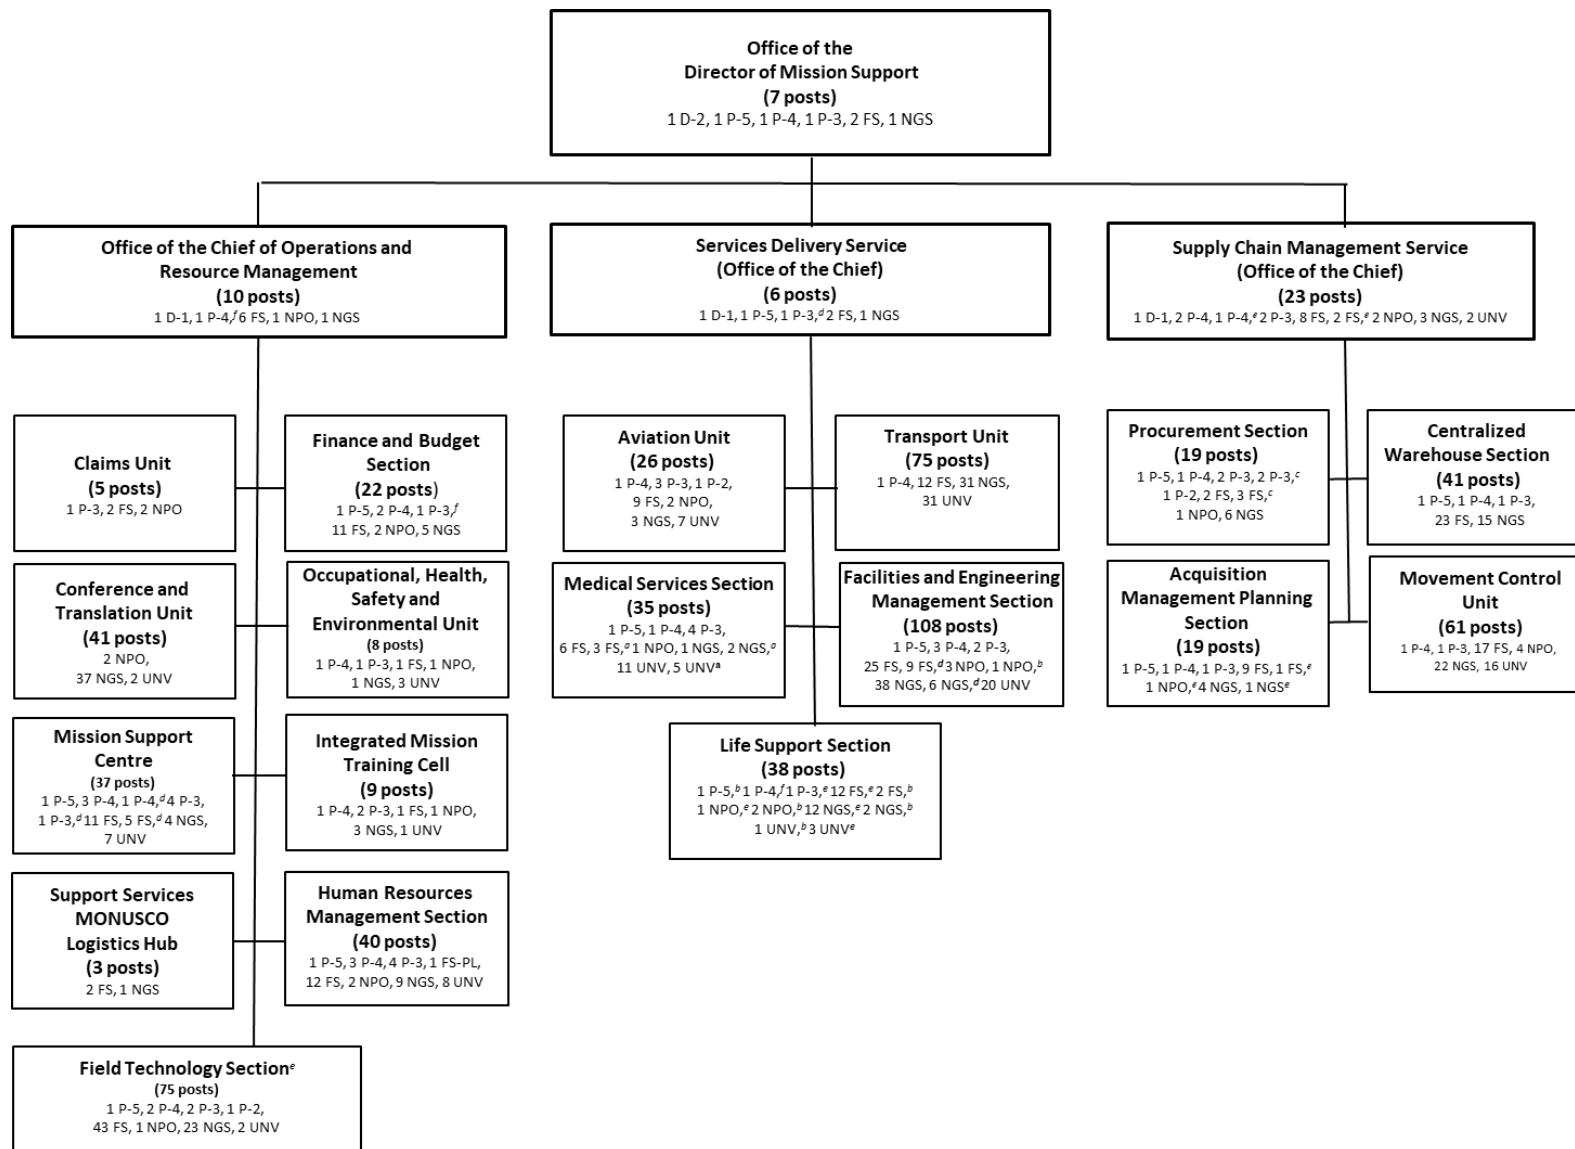 Office of the
Director of Mission Support
(7 posts)
1 D-2, 1 P-5, 1 P-4, 1 P-3, 2 FS, 1 NGS
Office of the Chief of Operations and
Resource Management
(10 posts)
1 D-1, 1 P-4,f 6 FS, 1 NPO, 1 NGS
Services Delivery Service
(Office of the Chief)
(6 posts)
1 D-1, 1 P-5, 1 P-3,d 2 FS, 1 NGS
Supply Chain Management Service
(Office of the Chief)
(23 posts)
1 D-1, 2 P-4, 1 P-4,e 2 P-3, 8 FS, 2 FS,e 2 NPO, 3 NGS, 2 UNV
Claims Unit
(5 posts)
1 P-3, 2 FS, 2 NPO
Finance and Budget
Section
(22 posts)
1 P-5, 2 P-4, 1 P-3,f
11 FS, 2 NPO, 5 NGS
Aviation Unit
(26 posts)
1 P-4, 3 P-3, 1 P-2,
9 FS, 2 NPO,
3 NGS, 7 UNV
Transport Unit
(75 posts)
1 P-4, 12 FS, 31 NGS,
31 UNV
Procurement Section
(19 posts)
1 P-5, 1 P-4, 2 P-3, 2 P-3,c
1 P-2, 2 FS, 3 FS,c
1 NPO, 6 NGS
Centralized
Warehouse Section
(41 posts)
1 P-5, 1 P-4, 1 P-3,
23 FS, 15 NGS
Conference and
Translation Unit
(41 posts)
2 NPO,
37 NGS, 2 UNV
Occupational, Health,
Safety and
Environmental Unit
(8 posts)
1 P-4, 1 P-3, 1 FS, 1 NPO,
1 NGS, 3 UNV
Medical Services Section
(35 posts)
1 P-5, 1 P-4, 4 P-3,
6 FS, 3 FS,a 1 NPO, 1 NGS, 2 NGS,a
11 UNV, 5 UNVa
Facilities and Engineering
Management Section
(108 posts)
1 P-5, 3 P-4, 2 P-3,
25 FS, 9 FS,d 3 NPO, 1 NPO,b
38 NGS, 6 NGS,d 20 UNV
Acquisition
Management Planning
Section
(19 posts)
1 P-5, 1 P-4, 1 P-3, 9 FS, 1 FS,e
1 NPO,e 4 NGS, 1 NGSe
Movement Control
Unit
(61 posts)
1 P-4, 1 P-3, 17 FS, 4 NPO,
22 NGS, 16 UNV
Mission Support
Centre
(37 posts)
1 P-5, 3 P-4, 1 P-4,d 4 P-3,
1 P-3,d 11 FS, 5 FS,d 4 NGS,
7 UNV
Integrated Mission
Training Cell
(9 posts)
1 P-4, 2 P-3, 1 FS, 1 NPO,
3 NGS, 1 UNV
Life Support Section
(38 posts)
1 P-5,b 1 P-4,f 1 P-3,e 12 FS,e 2 FS,b
1 NPO,e 2 NPO,b 12 NGS,e 2 NGS,b
1 UNV,b 3 UNVe
Support Services
MONUSCO
Logistics Hub
(3 posts)
2 FS, 1 NGS
Human Resources
Management Section
(40 posts)
1 P-5, 3 P-4, 4 P-3, 1 FS-PL,
12 FS, 2 NPO, 9 NGS, 8 UNV
Field Technology Sectione
(75 posts)
1 P-5, 2 P-4, 2 P-3, 1 P-2,
43 FS, 1 NPO, 23 NGS, 2 UNV